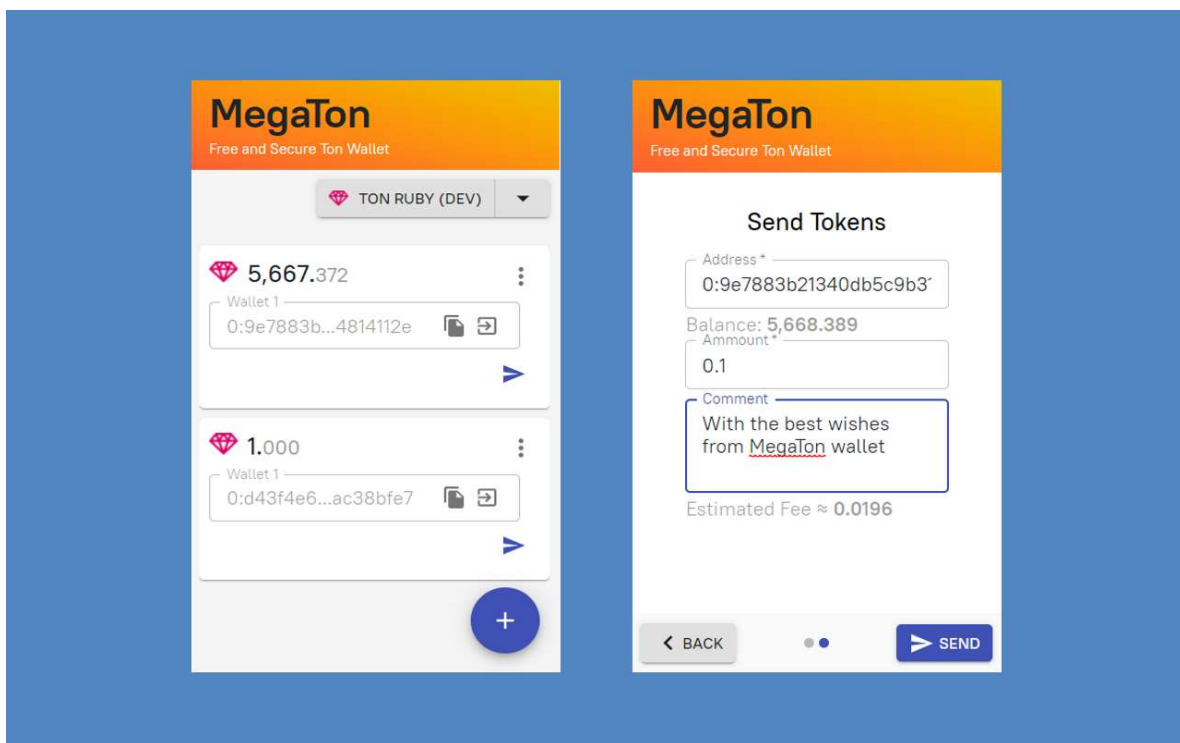 MegaTon
Free and Secure Ton Wallet
TON RUBY (DEV)
5,667.372
Wallet 1
0:9e7883b...4814112e
1.000
Wallet 1
0:d43f4e6...ac38bfe7
+
MegaTon
Free and Secure Ton Wallet
Send Tokens
Address *
0:9e7883b21340db5c9b3
Balance: 5,668.389
Ammount *
0.1
Comment
With the best wishes
from MegaTon wallet
Estimated Fee ≈ 0.0196
BACK
SEND